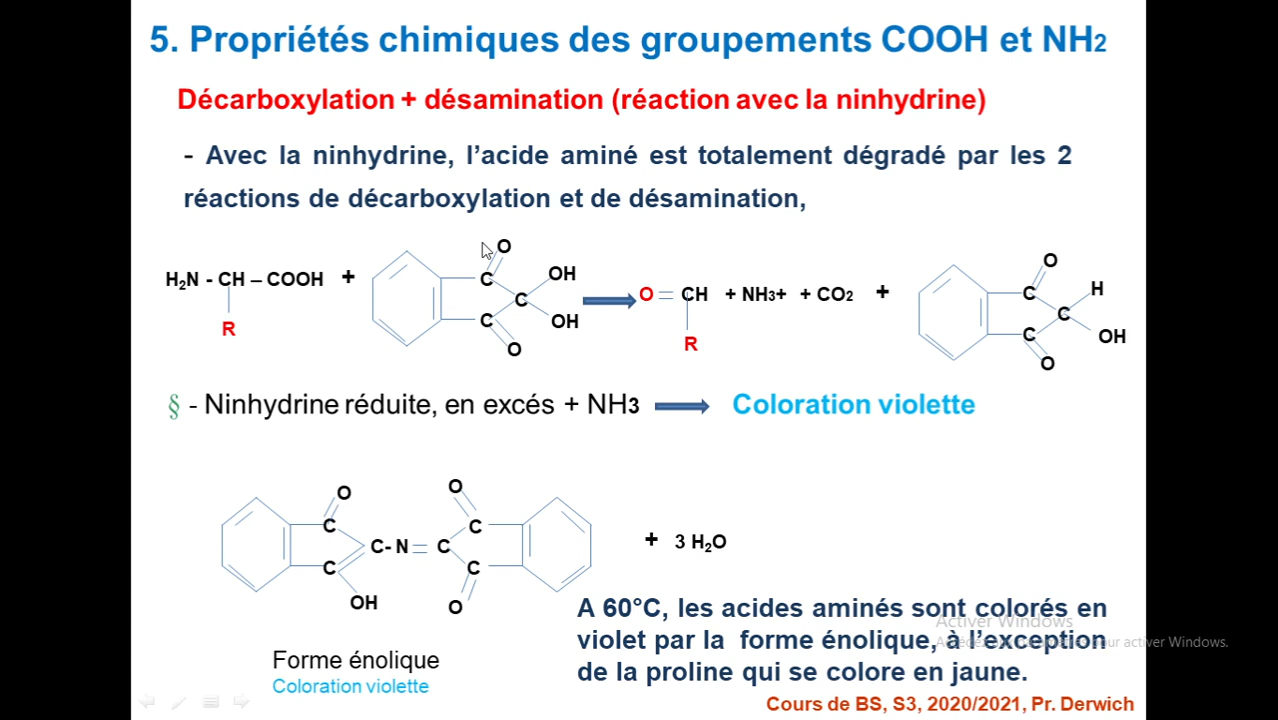 5. Propriétés chimiques des groupements COOH et NH2
Décarboxylation + désamination (réaction avec la ninhydrine)
- Avec la ninhydrine, l’acide aminé est totalement dégradé par les 2
réactions de décarboxylation et de désamination,
H₂N - CH – COOH + C O C O C OH OH O = CH + NH3+ + CO2 + C O C O C H OH
R R
§ - Ninhydrine réduite, en excés + NH3 Coloration violette
O O
C C
C - N = C + 3 H₂O
C C
OH O
A 60°C, les acides aminés sont colorés en
Activer Windows
violet par la forme énolique, à l’exception
pour activer Windows.
de la proline qui se colore en jaune.
Forme énolique
Coloration violette
Cours de BS, S3, 2020/2021, Pr. Derwich